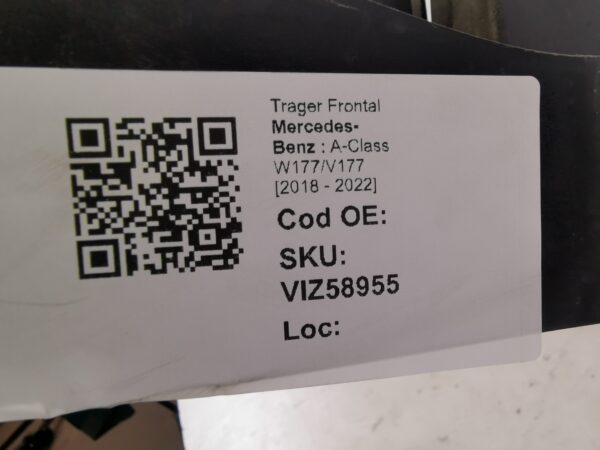 Trager Frontal
Mercedes-
Benz : A-Class
W177/V177
[2018 - 2022]
Cod OE:
SKU:
VIZ58955
Loc: